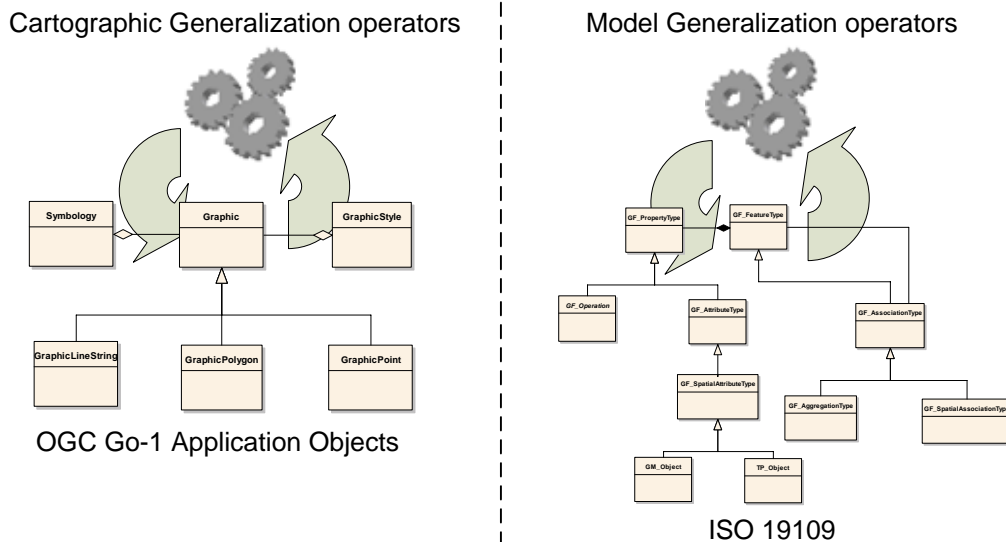 Cartographic Generalization operators
Model Generalization operators
Symbology
Graphic
GraphicStyle
GraphicLineString
GraphicPolygon
GraphicPoint
OGC Go-1 Application Objects
GF_PropertyType
GF_FeatureType
GF_Operation
GF_AttributeType
GF_AssociationType
GF_SpatialAttributeType
GF_AggregationType
GF_SpatialAssociationType
GM_Object
TP_Object
ISO 19109